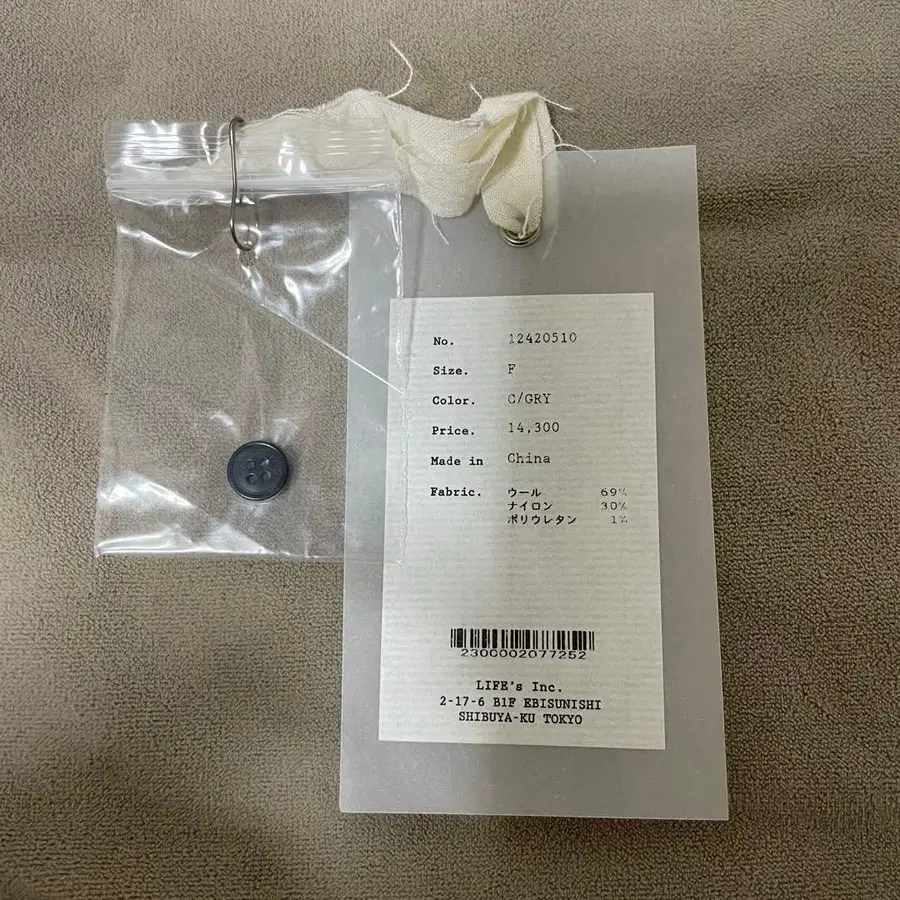 No. 12420510
Size. F
Color. C/GRY
Price. 14,300
Made in China
Fabric. ウール 69%
ナイロン 30%
ポリウレタン 1%
2300002077252
LIFE's Inc.
2-17-6 B1F EBISUNISHI
SHIBUYA-KU TOKYO